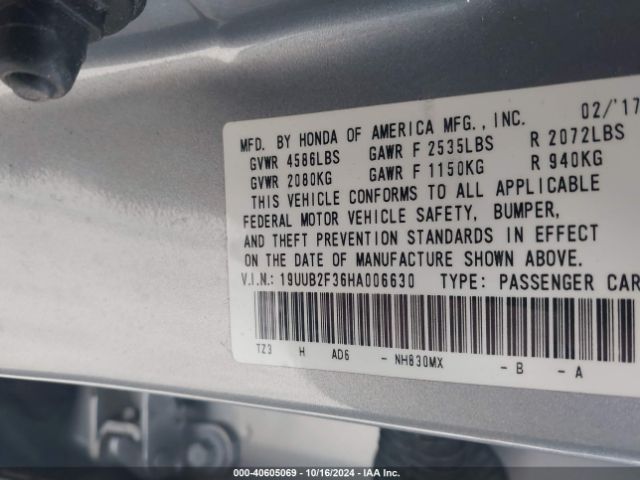 MFD. BY HONDA OF AMERICA MFG., INC. 02/'17
GVWR 4586LBS GAWR F 2535LBS R 2072LBS
GVWR 2080KG GAWR F 1150KG R 940KG
THIS VEHICLE CONFORMS TO ALL APPLICABLE
FEDERAL MOTOR VEHICLE SAFETY, BUMPER,
AND THEFT PREVENTION STANDARDS IN EFFECT
ON THE DATE OF MANUFACTURE SHOWN ABOVE.
V.I.N.: 19UUB2F36HA006630 TYPE: PASSENGER CAR
TZ3 H AD6 - NH830MX - B - A
000-40605069 | 10/16/2024 | IAA Inc.